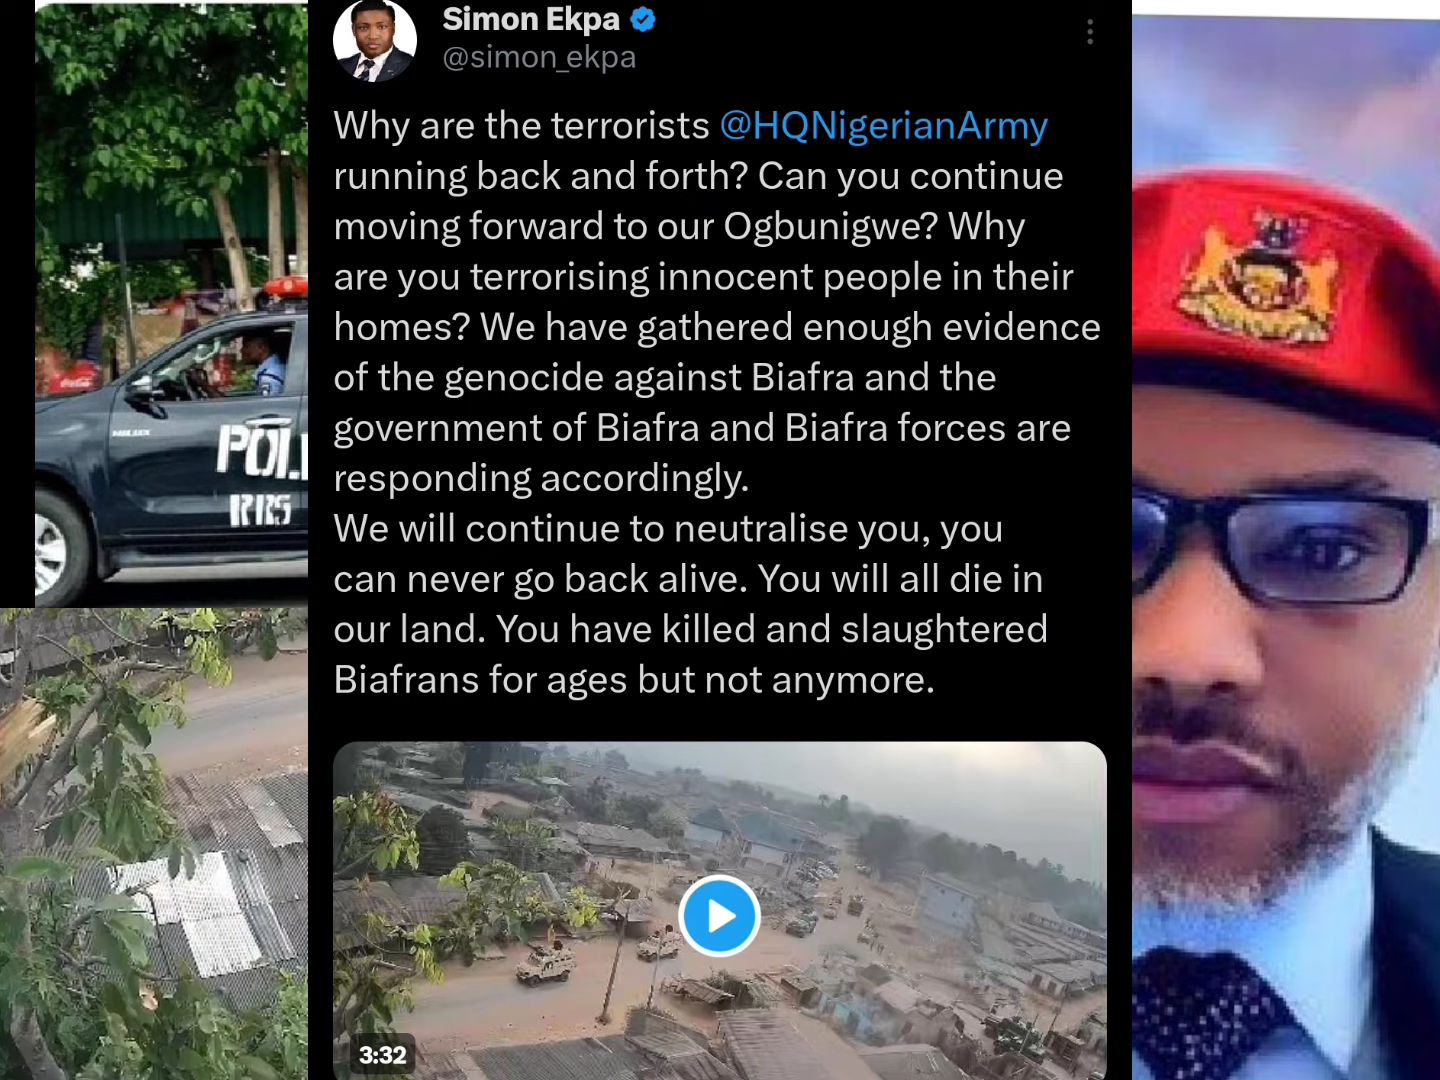 Simon Ekpa
@simon_ekpa
Why are the terrorists @HQNigerianArmy
running back and forth? Can you continue
moving forward to our Ogbunigwe? Why
are you terrorising innocent people in their
homes? We have gathered enough evidence
of the genocide against Biafra and the
government of Biafra and Biafra forces are
responding accordingly.
We will continue to neutralise you, you
can never go back alive. You will all die in
our land. You have killed and slaughtered
Biafrans for ages but not anymore.
3:32
Coca-Cola
POL
RRS